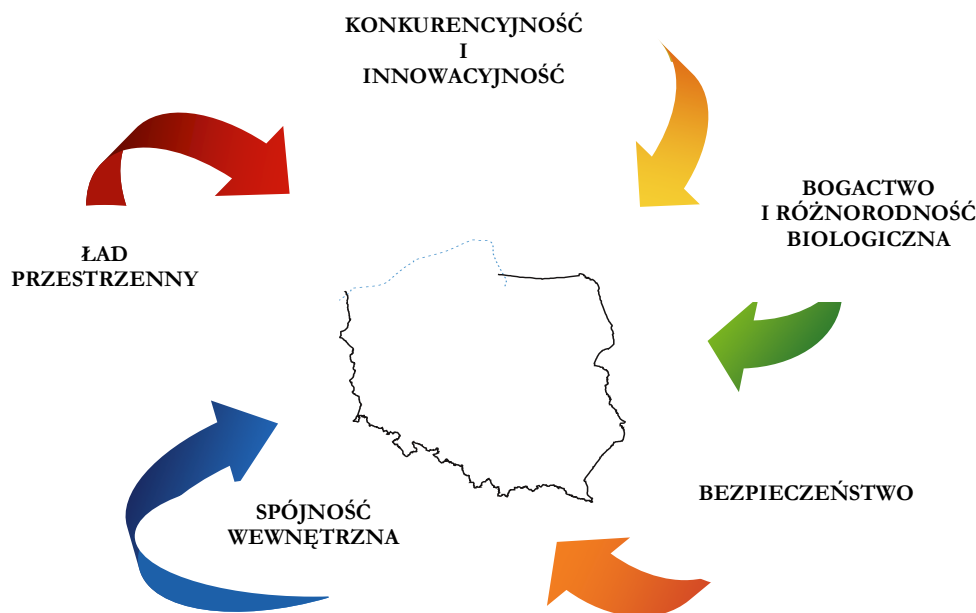 KONKURENCYJNOŚĆ
I
INNOWACYJNOŚĆ
BOGACTWO
I RÓŻNORODNOŚĆ
BIOLOGICZNA
ŁAD
PRZESTRZENNY
BEZPIECZEŃSTWO
SPÓJNOŚĆ
WEWNĘTRZNA